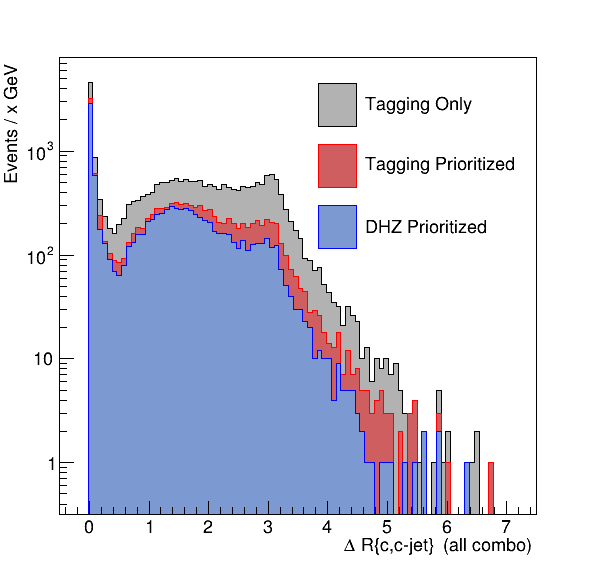 Events / x GeV
Tagging Only
Tagging Prioritized
DHZ Prioritized
10³
10²
10
1
0 1 2 3 4 5 6 7
Δ R{c,c-jet} (all combo)